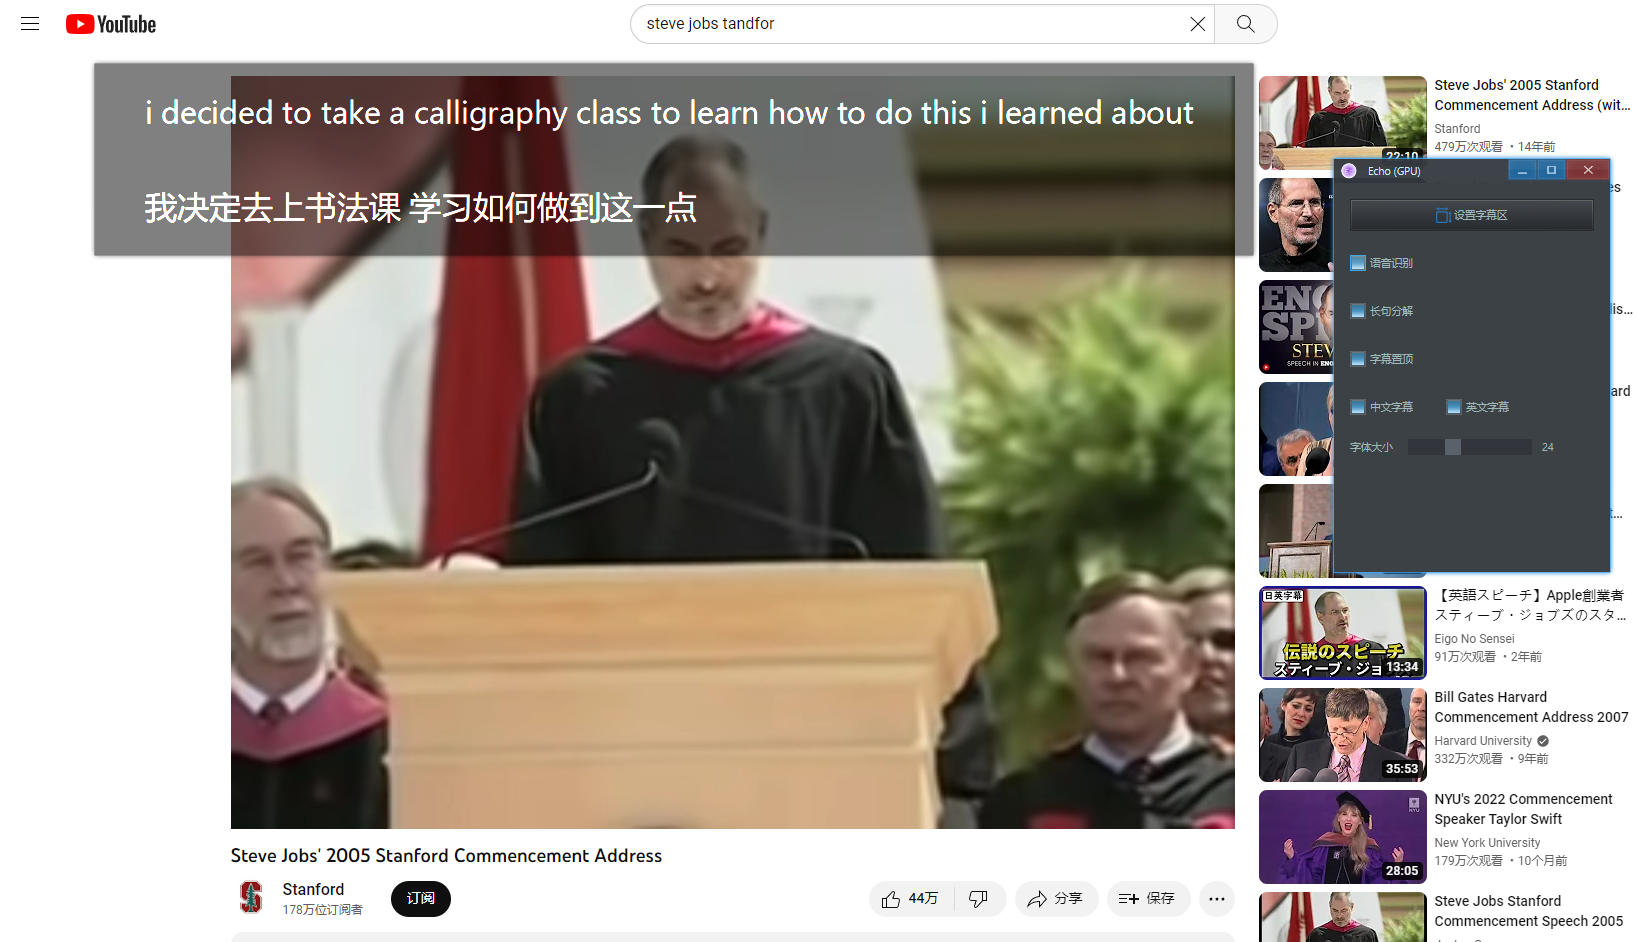 YouTube
steve jobs tandfor
i decided to take a calligraphy class to learn how to do this i learned about
我决定去上书法课 学习如何做到这一点
Steve Jobs' 2005 Stanford Commencement Address
Stanford
178万位订阅者
订阅
44万
分享
保存
Steve Jobs' 2005 Stanford
Commencement Address (wit...
Stanford
479万次观看 • 14年前
22:10
Echo (GPU)
设置字幕区
语音识别
长句分解
字幕置顶
中文字幕
英文字幕
字体大小
24
STEV
SPEECH IN ENG
日英字幕
伝説のスピーチ
スティーブ・ジョ
13:34
【英語スピーチ】Apple創業者
スティーブ・ジョブズのスタ...
Eigo No Sensei
91万次观看 • 2年前
35:53
Bill Gates Harvard
Commencement Address 2007
Harvard University
332万次观看 • 9年前
NYU
28:05
NYU's 2022 Commencement
Speaker Taylor Swift
New York University
179万次观看 • 10个月前
Steve Jobs Stanford
Commencement Speech 2005